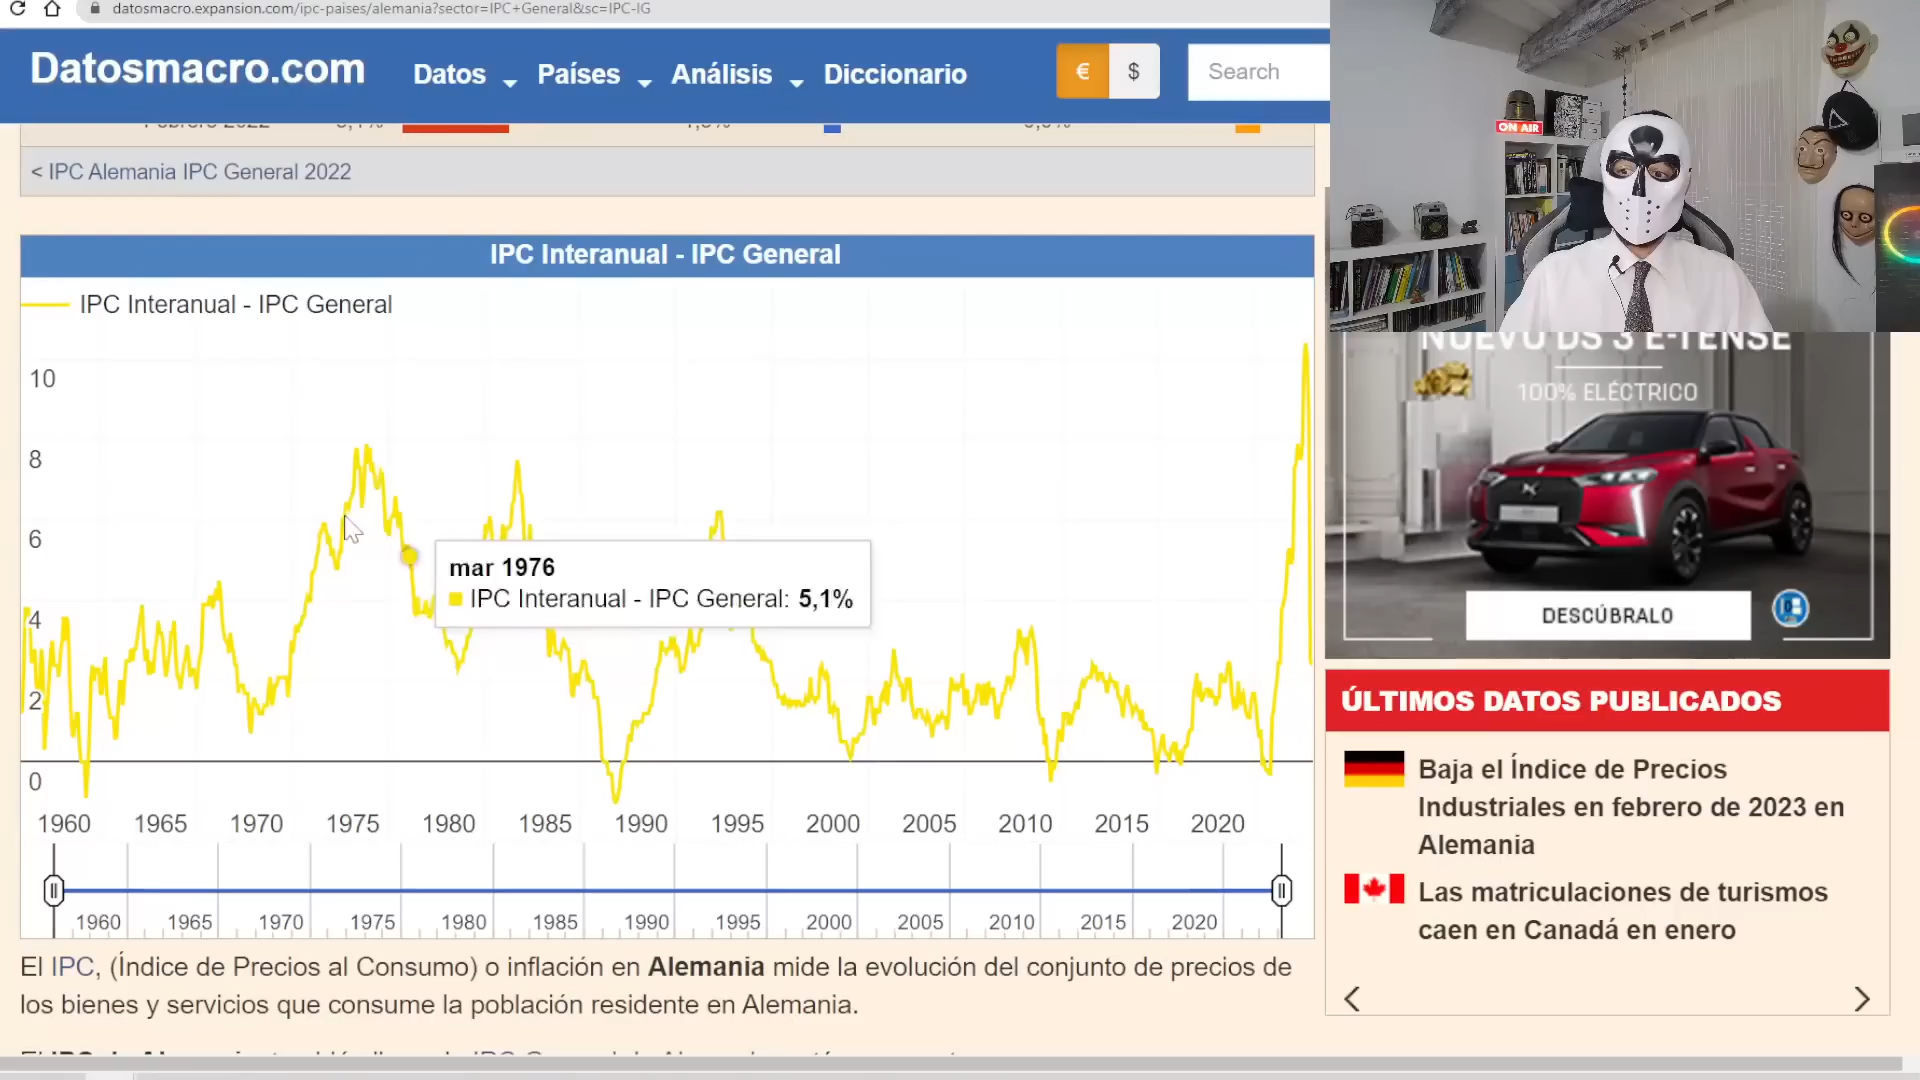 datosmacro.expansion.com/ipc-paises/alemania?sector=IPC+General&sc=IPC-IG
Datosmacro.com
Datos Países Análisis Diccionario
€ $
Search
Febrero 2022
< IPC Alemania IPC General 2022
IPC Interanual - IPC General
IPC Interanual - IPC General
10
8
6
4
2
0
mar 1976
IPC Interanual - IPC General: 5,1%
1960 1965 1970 1975 1980 1985 1990 1995 2000 2005 2010 2015 2020
1960 1965 1970 1975 1980 1985 1990 1995 2000 2005 2010 2015 2020
El IPC, (Índice de Precios al Consumo) o inflación en Alemania mide la evolución del conjunto de precios de
los bienes y servicios que consume la población residente en Alemania.
ON AIR
NUEVO DS 3 E-TENSE
100% ELÉCTRICO
DESCÚBRALO
ÚLTIMOS DATOS PUBLICADOS
Baja el Índice de Precios
Industriales en febrero de 2023 en
Alemania
Las matriculaciones de turismos
caen en Canadá en enero